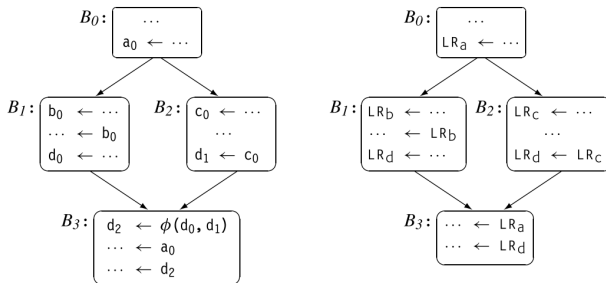 B0:
...
a0 ← ...
B1:
b0 ← ...
... ← b0
d0 ← ...
B2:
c0 ← ...
...
d1 ← c0
B3:
d2 ← ϕ(d0, d1)
... ← a0
... ← d2
B0:
...
LRa ← ...
B1:
LRb ← ...
... ← LRb
LRd ← ...
B2:
LRc ← ...
...
LRd ← LRc
B3:
... ← LRa
... ← LRd